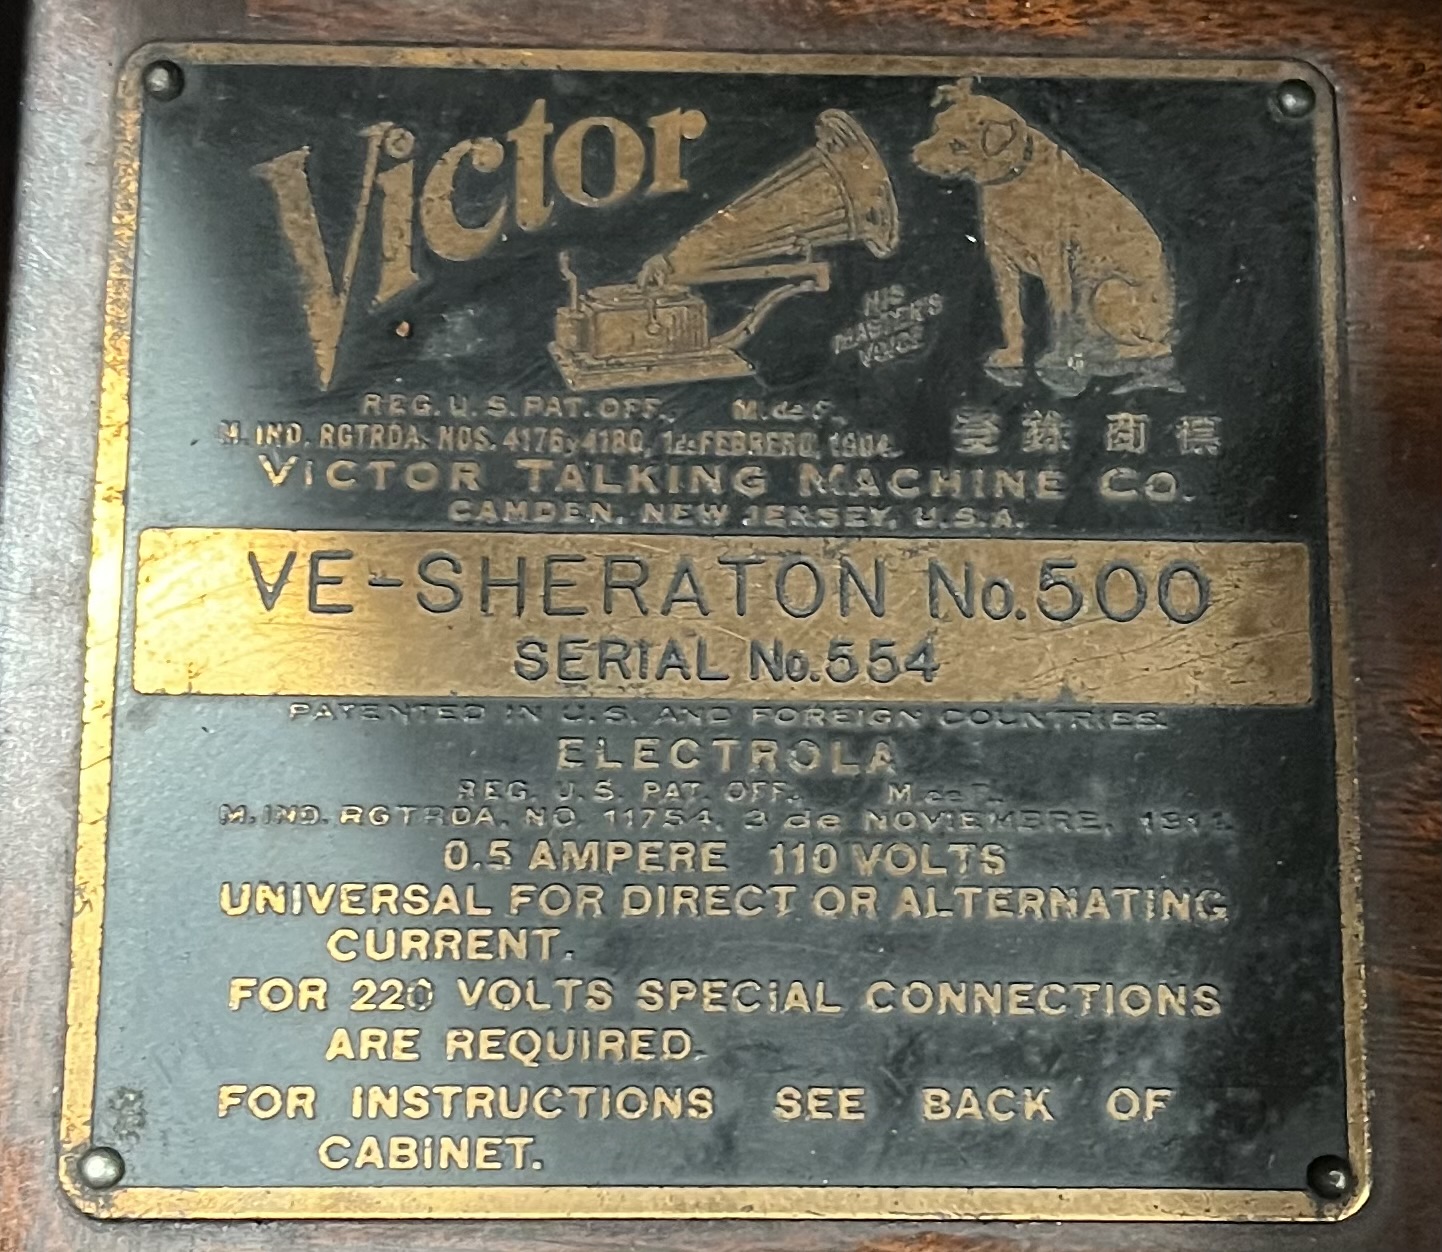 Victor
HIS
MASTER'S
VOICE
REG. U. S. PAT. OFF. M. de F.
M. IND. RGTRDA. NOS. 4176, 4180, 1 de FEBRERO, 1904. 登錄商標
VICTOR TALKING MACHINE CO.
CAMDEN, NEW JERSEY, U.S.A.
VE-SHERATON No.500
SERIAL No.554
PATENTED IN U.S. AND FOREIGN COUNTRIES.
ELECTROLA
REG. U.S. PAT. OFF. M. de F.
M. IND. RGTRDA. NO. 11754, 3 de NOVIEMBRE,
0.5 AMPERE 110 VOLTS
UNIVERSAL FOR DIRECT OR ALTERNATING
CURRENT.
FOR 220 VOLTS SPECIAL CONNECTIONS
ARE REQUIRED.
FOR INSTRUCTIONS SEE BACK OF
CABINET.